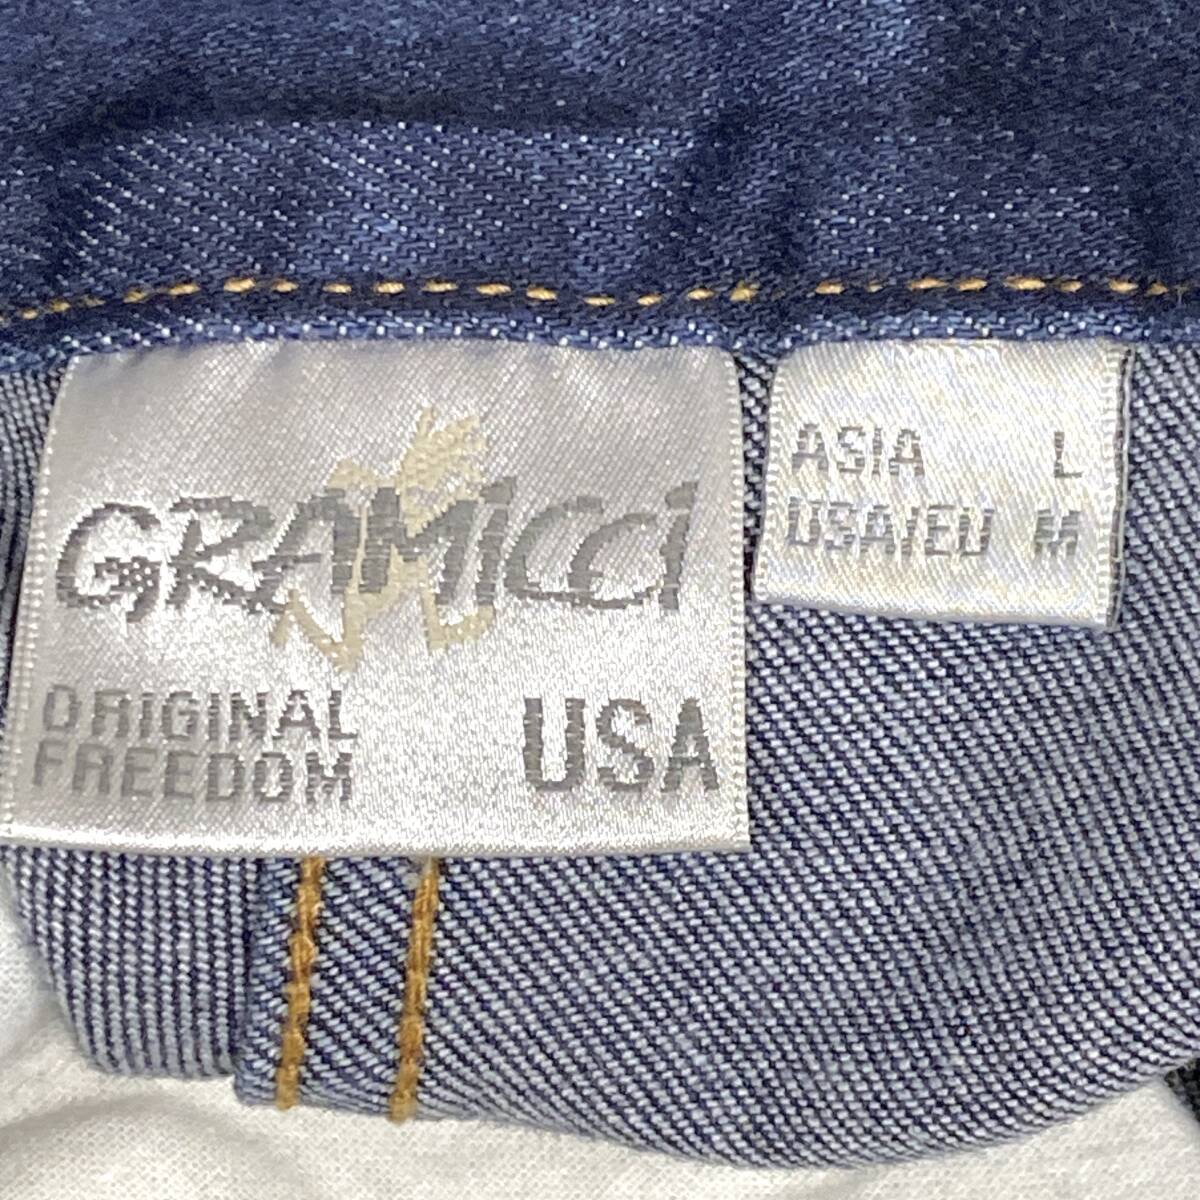 GRAMiCCi
ORIGINAL
FREEDOM
USA
ASIA L
USA/EU M